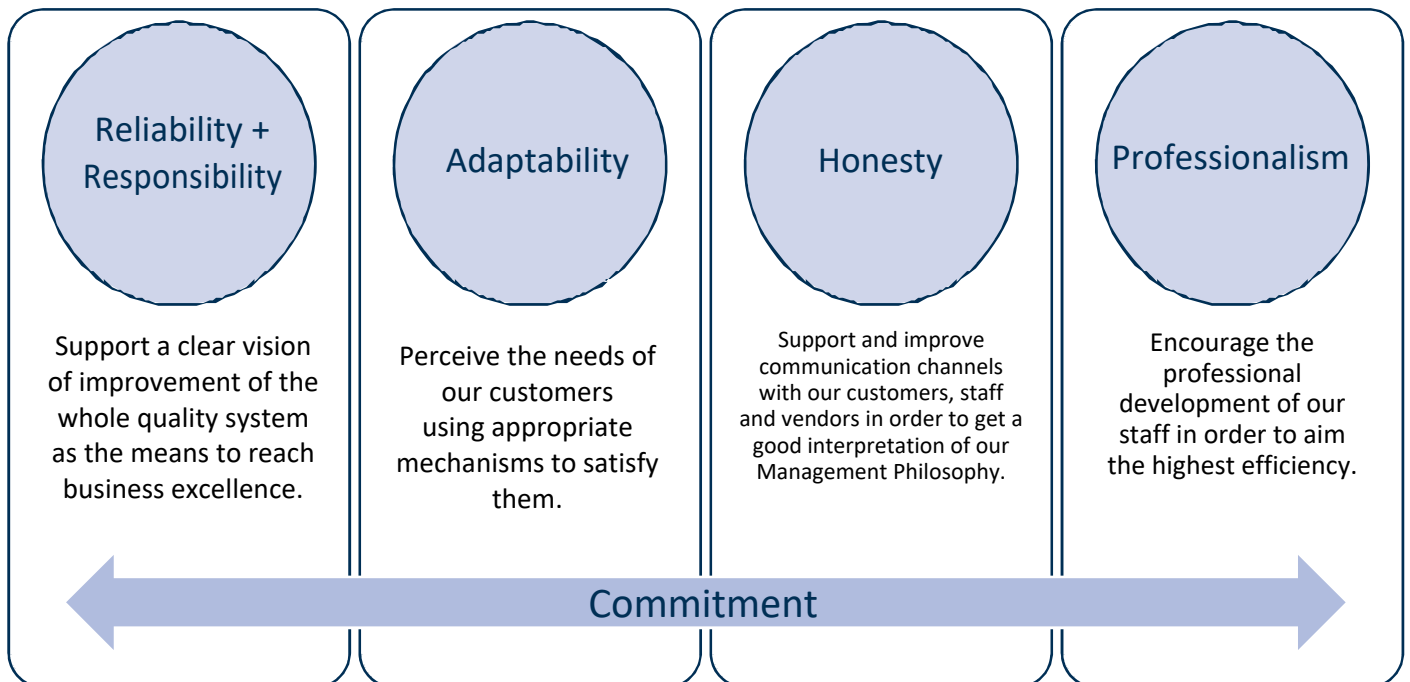 Reliability +
Responsibility
Support a clear vision
of improvement of the
whole quality system
as the means to reach
business excellence.
Adaptability
Perceive the needs of
our customers
using appropriate
mechanisms to satisfy
them.
Honesty
Support and improve
communication channels
with our customers, staff
and vendors in order to get a
good interpretation of our
Management Philosophy.
Professionalism
Encourage the
professional
development of our
staff in order to aim
the highest efficiency.
Commitment